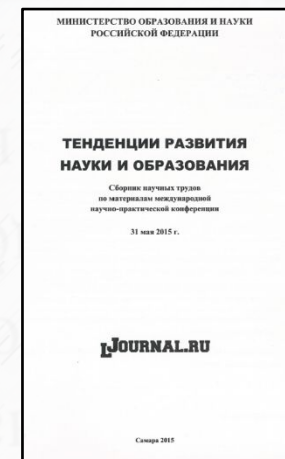 МИНИСТЕРСТВО ОБРАЗОВАНИЯ И НАУКИ
РОССИЙСКОЙ ФЕДЕРАЦИИ
ТЕНДЕНЦИИ РАЗВИТИЯ
НАУКИ И ОБРАЗОВАНИЯ
Сборник научных трудов
по материалам международной
научно-практической конференции
31 мая 2015 г.
LJOURNAL.RU
Самара 2015